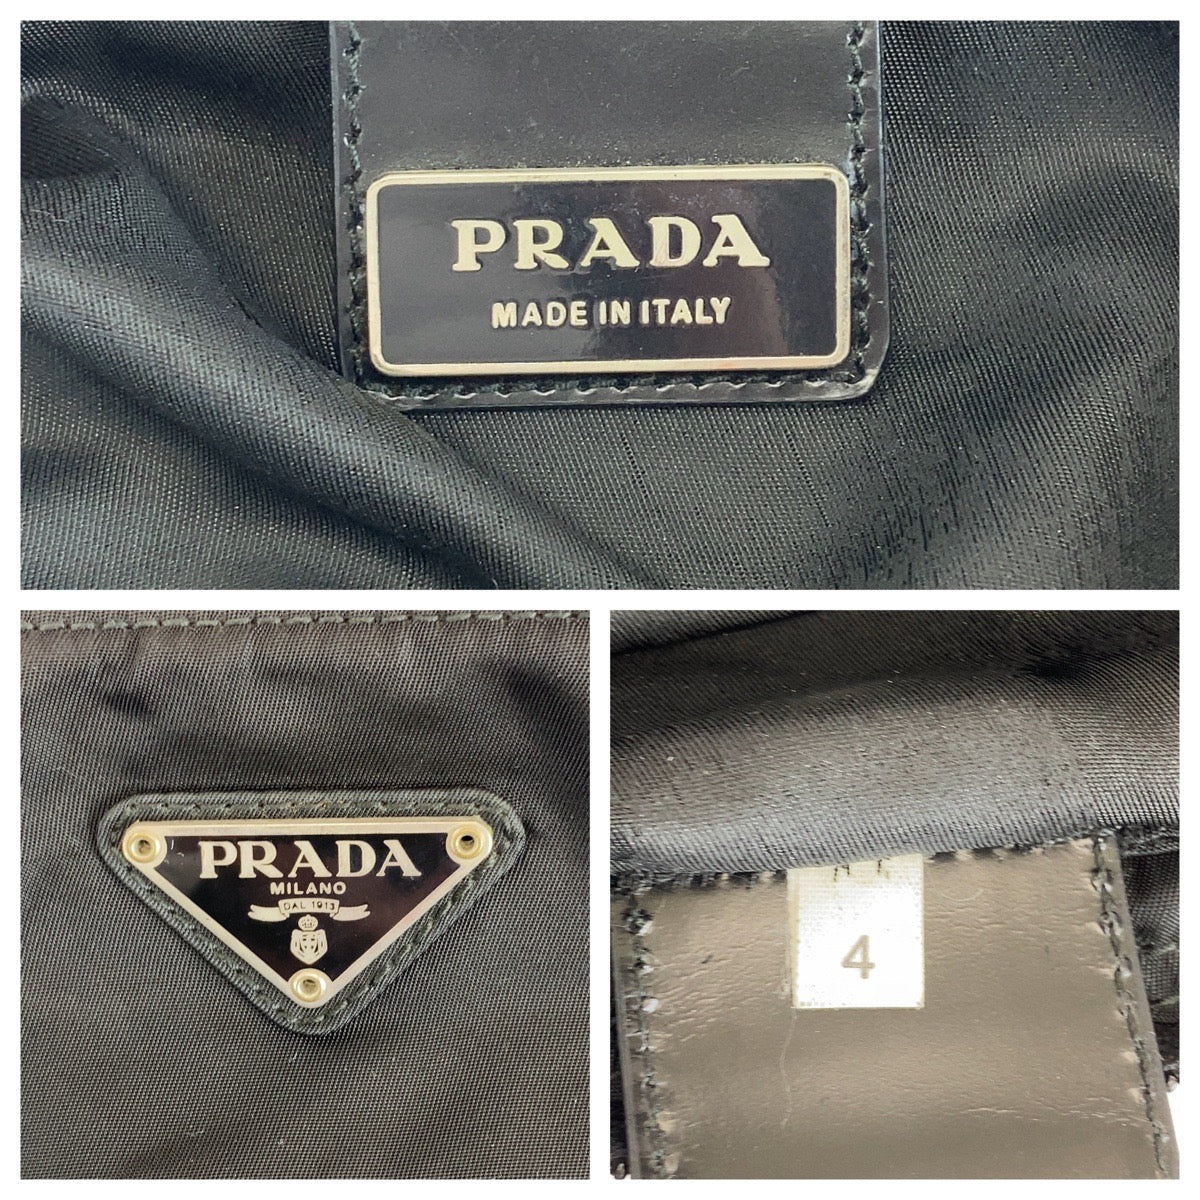 PRADA
MADE IN ITALY
PRADA
MILANO
DAL 1913
4